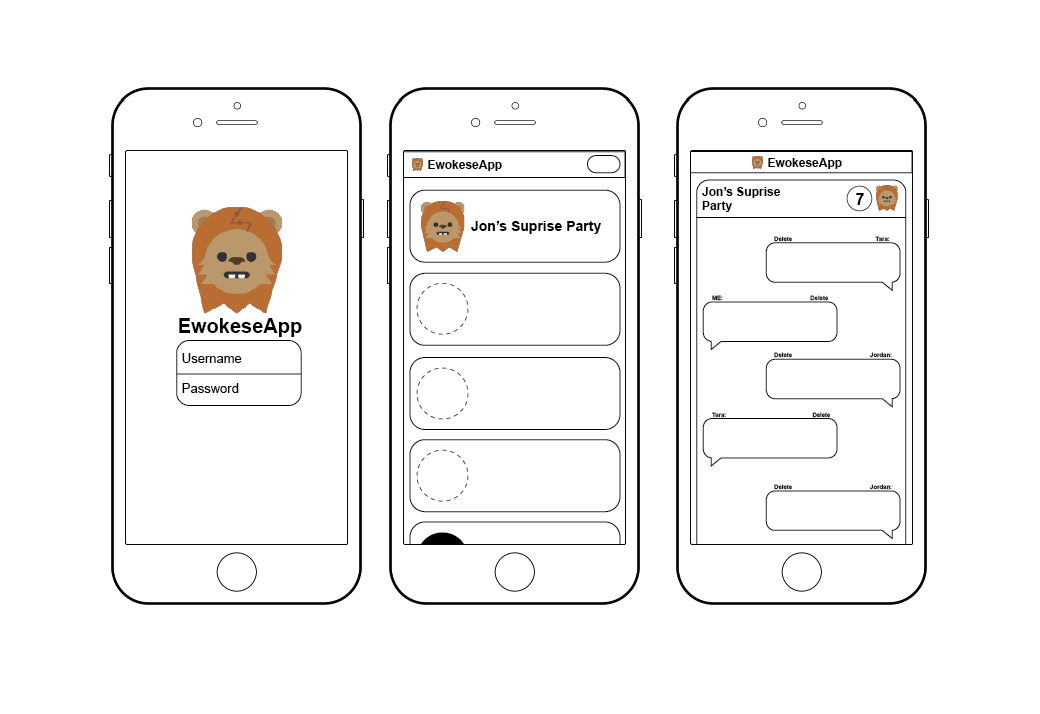 EwokeseApp
Username
Password
EwokeseApp
Jon's Suprise Party
EwokeseApp
Jon's Suprise
Party
7
Delete Tara:
ME: Delete
Delete Jordan:
Tara: Delete
Delete Jordan: